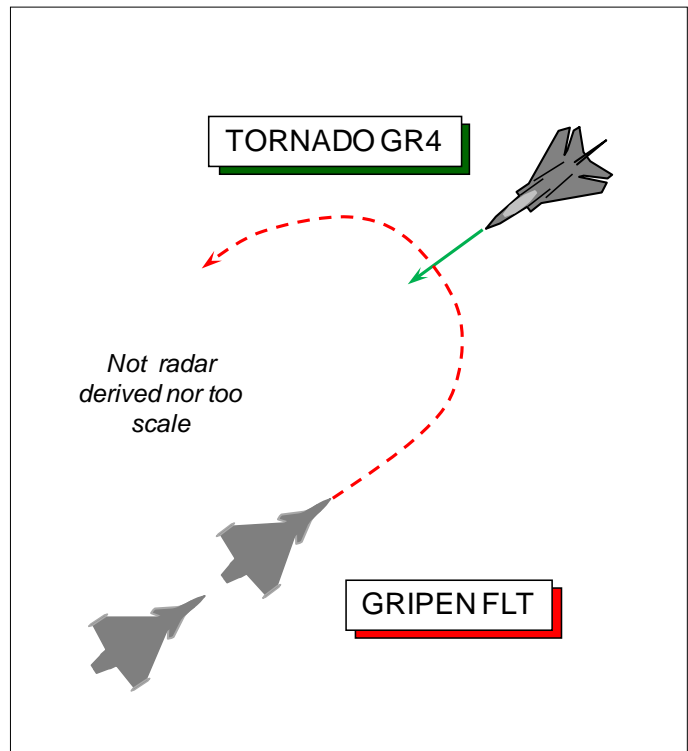 TORNADO GR4
Not radar
derived nor too
scale
GRIPEN FLT